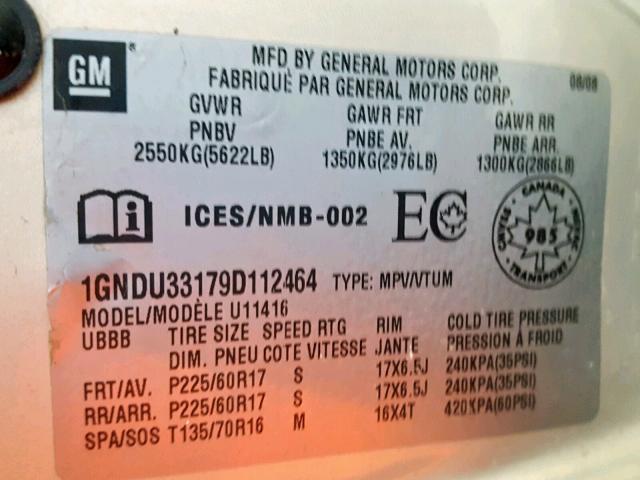 GM
MFD BY GENERAL MOTORS CORP. 08/08
FABRIQUÉ PAR GENERAL MOTORS CORP.
GVWR GAWR FRT GAWR RR
PNBV PNBE AV. PNBE ARR.
2550KG(5622LB) 1350KG(2976LB) 1300KG(2866LB)
i ICES/NMB-002 EC
CANADA
985
TRANSPORT
1GNDU33179D112464 TYPE: MPV/VTUM
MODEL/MODÈLE U11416
UBBB TIRE SIZE SPEED RTG RIM COLD TIRE PRESSURE
DIM. PNEU COTE VITESSE JANTE PRESSION À FROID
FRT/AV. P225/60R17 S 17X6.5J 240KPA(35PSI)
RR/ARR. P225/60R17 S 17X6.5J 240KPA(35PSI)
SPA/SOS T135/70R16 M 16X4T 420KPA(60PSI)